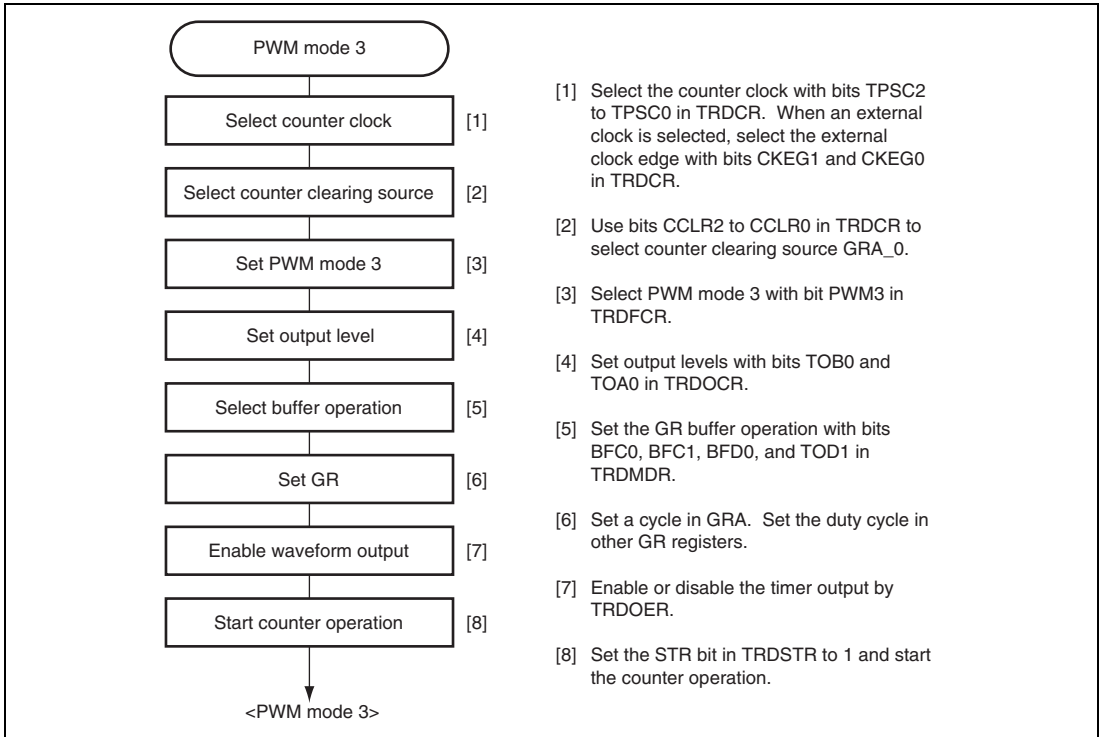 PWM mode 3
Select counter clock [1]
Select counter clearing source [2]
Set PWM mode 3 [3]
Set output level [4]
Select buffer operation [5]
Set GR [6]
Enable waveform output [7]
Start counter operation [8]
<PWM mode 3>
[1] Select the counter clock with bits TPSC2
to TPSC0 in TRDCR. When an external
clock is selected, select the external
clock edge with bits CKEG1 and CKEG0
in TRDCR.
[2] Use bits CCLR2 to CCLR0 in TRDCR to
select counter clearing source GRA_0.
[3] Select PWM mode 3 with bit PWM3 in
TRDFCR.
[4] Set output levels with bits TOB0 and
TOA0 in TRDOCR.
[5] Set the GR buffer operation with bits
BFC0, BFC1, BFD0, and TOD1 in
TRDMDR.
[6] Set a cycle in GRA. Set the duty cycle in
other GR registers.
[7] Enable or disable the timer output by
TRDOER.
[8] Set the STR bit in TRDSTR to 1 and start
the counter operation.